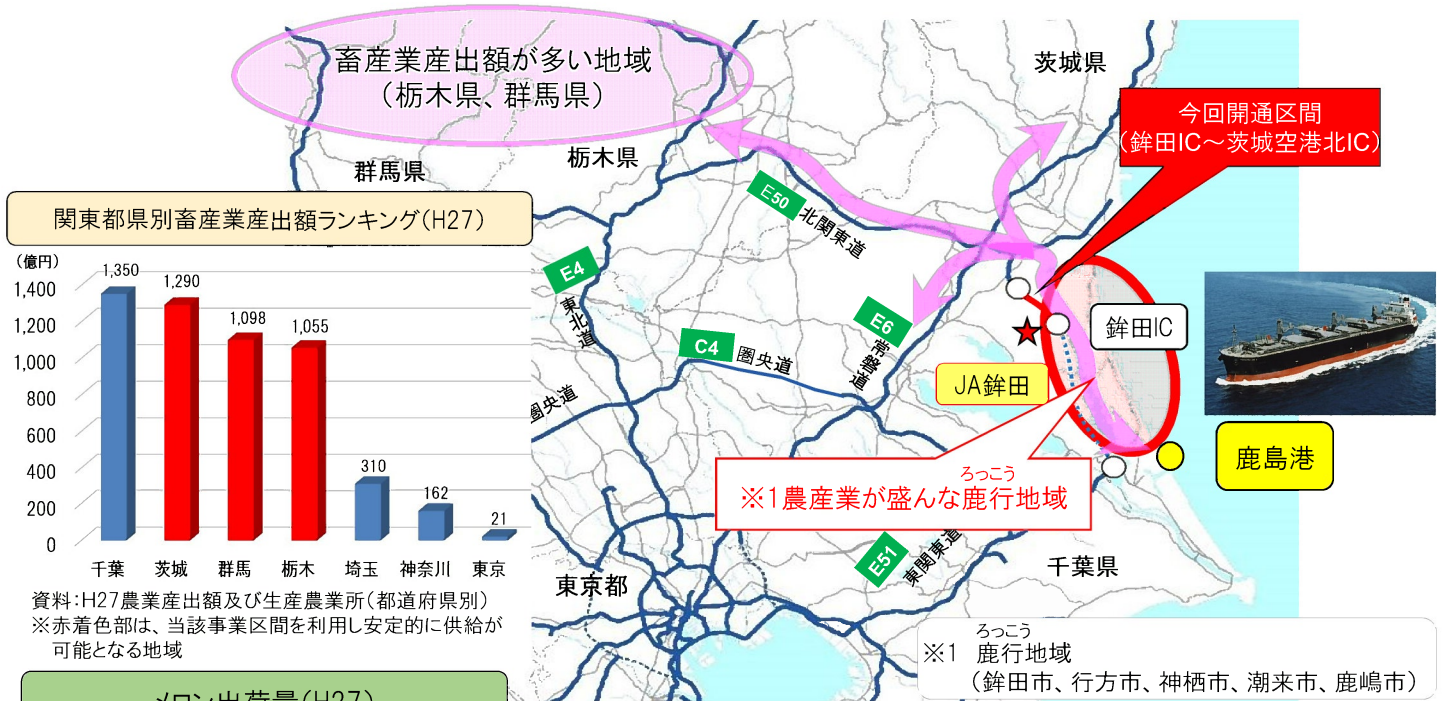 畜産業産出額が多い地域
（栃木県、群馬県）
茨城県
今回開通区間
（鉾田IC～茨城空港北IC）
群馬県
栃木県
関東都県別畜産業産出額ランキング（H27）
（億円）
1,400
1,200
1,000
800
600
400
200
0
1,350
1,290
1,098
1,055
310
162
21
千葉
茨城
群馬
栃木
埼玉
神奈川
東京
資料：H27農業産出額及び生産農業所（都道府県別）
※赤着色部は、当該事業区間を利用し安定的に供給が
可能となる地域
メロン出荷量（H27）
E50
北関東道
E4
東北道
E6
常磐道
C4
圏央道
圏央道
鉾田IC
JA鉾田
鹿島港
ろっこう
※1農産業が盛んな鹿行地域
E51
東関東道
東京都
千葉県
ろっこう
※1 鹿行地域
（鉾田市、行方市、神栖市、潮来市、鹿嶋市）